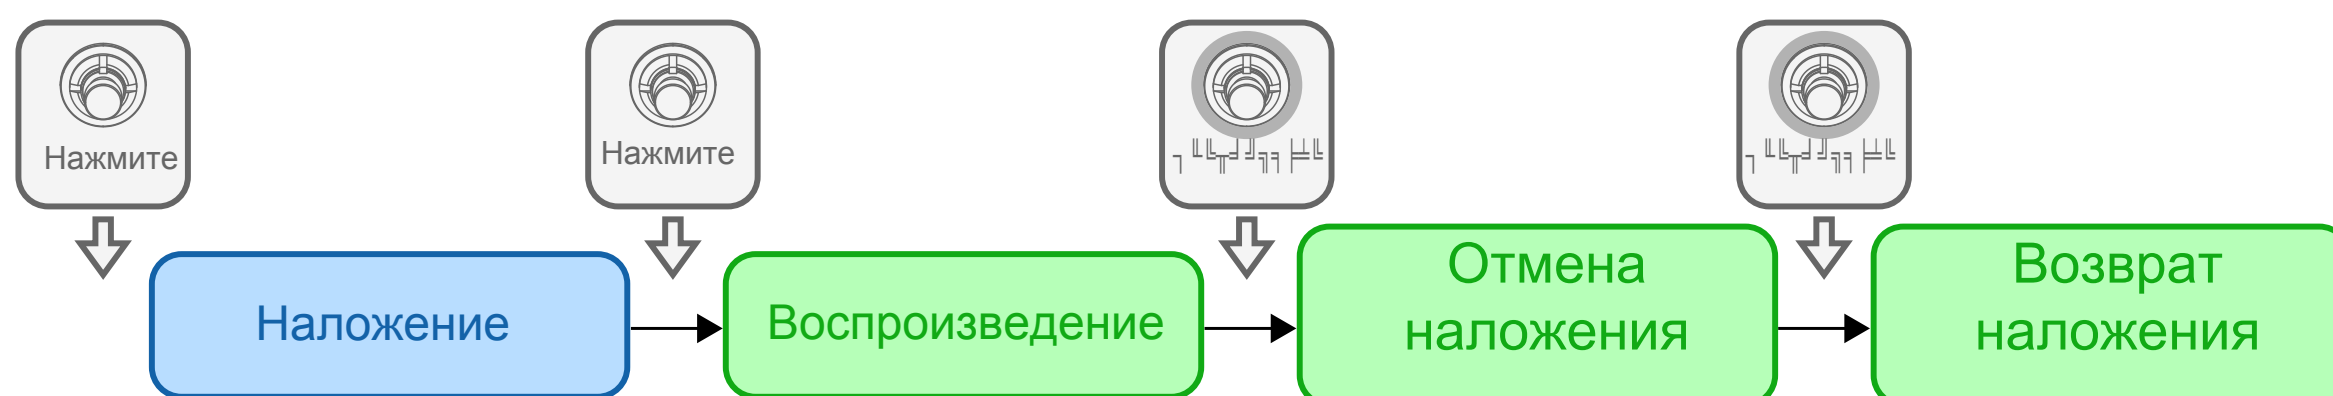 Нажмите
Нажмите
Наложение
Воспроизведение
Отмена
наложения
Возврат
наложения